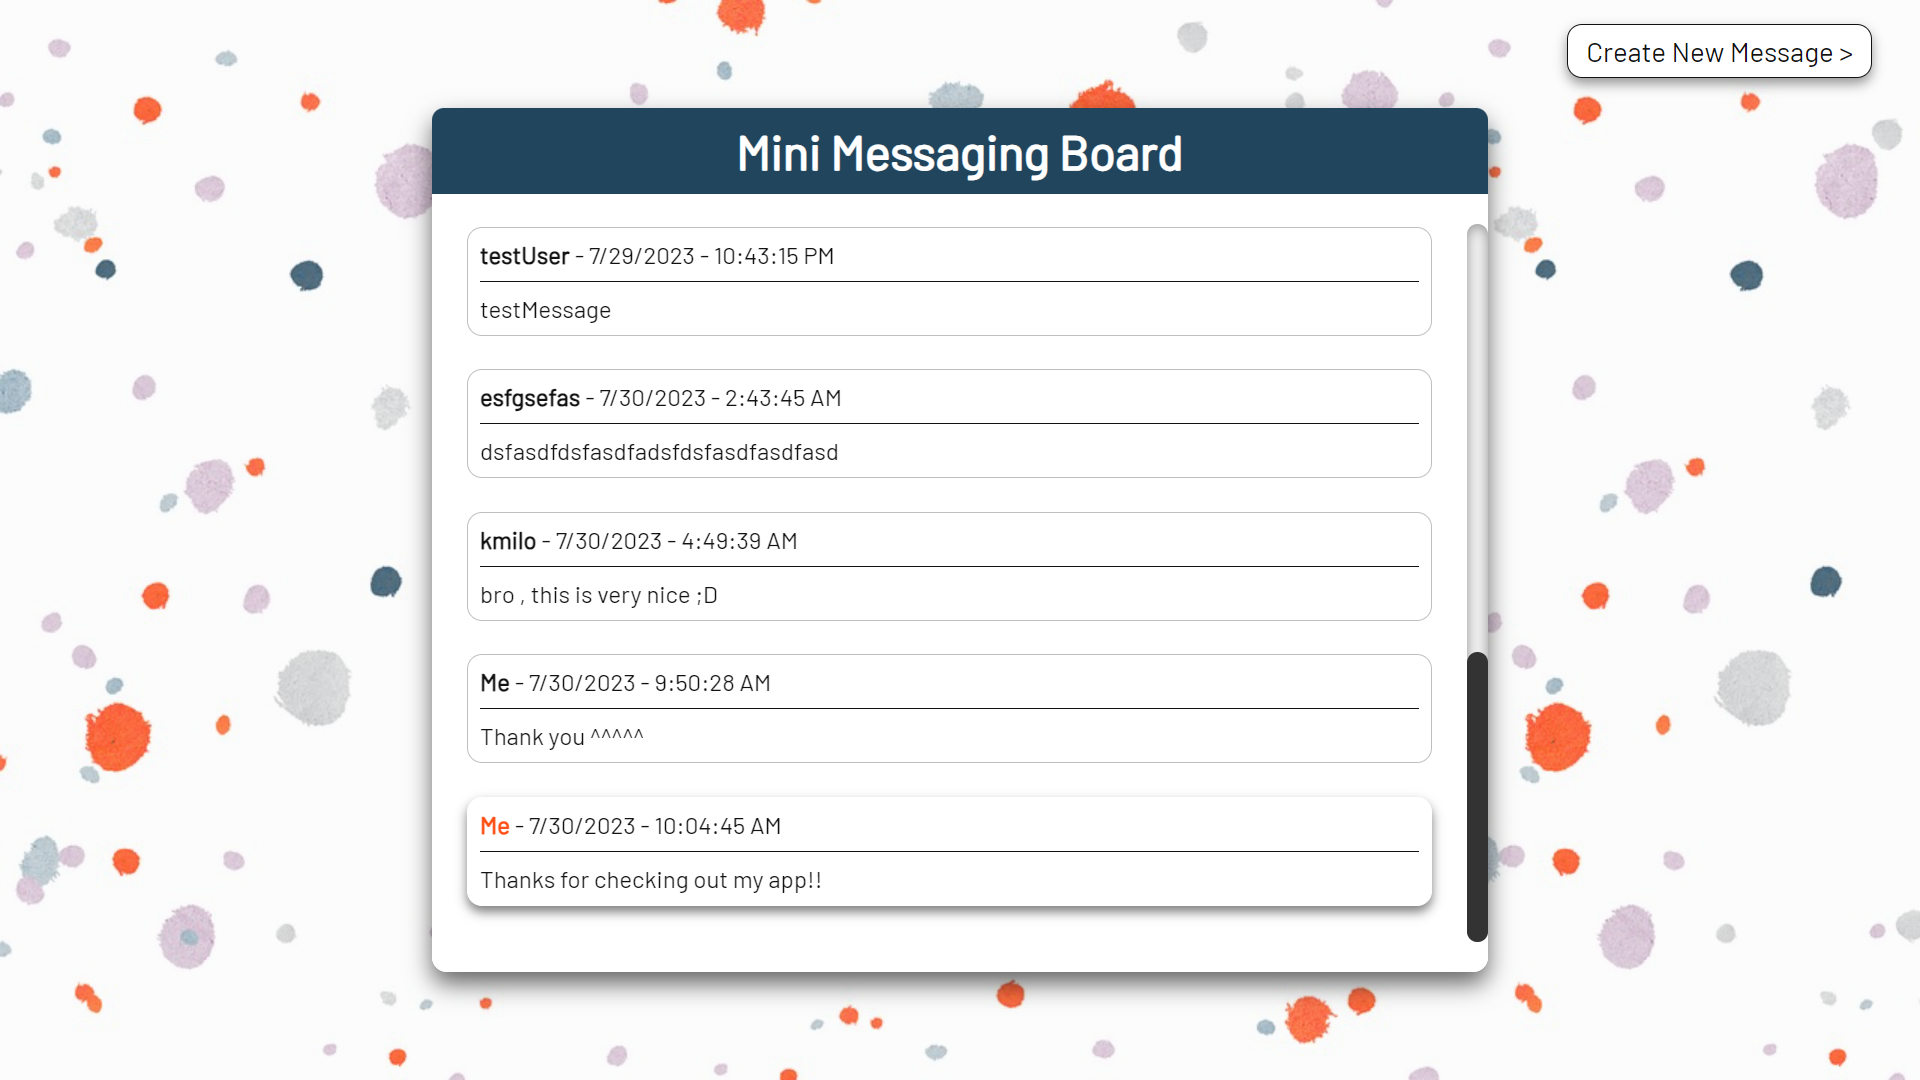 Create New Message >
Mini Messaging Board
testUser - 7/29/2023 - 10:43:15 PM
testMessage
esfgsefas - 7/30/2023 - 2:43:45 AM
dsfasdfdsfasdfadsfdsfasdfasdfasd
kmilo - 7/30/2023 - 4:49:39 AM
bro , this is very nice ;D
Me - 7/30/2023 - 9:50:28 AM
Thank you ^^^^^
Me - 7/30/2023 - 10:04:45 AM
Thanks for checking out my app!!